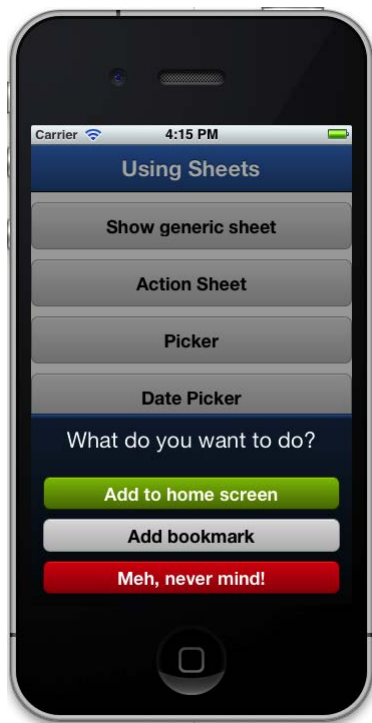 Carrier 4:15 PM
Using Sheets
Show generic sheet
Action Sheet
Picker
Date Picker
What do you want to do?
Add to home screen
Add bookmark
Meh, never mind!